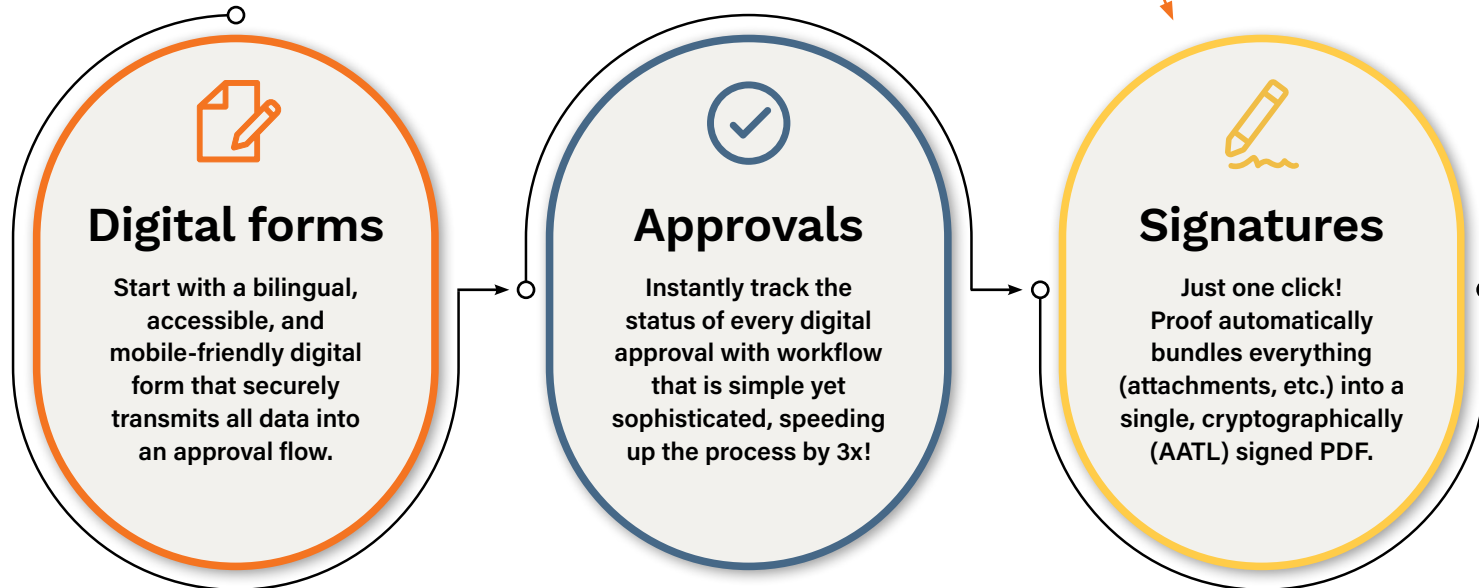 Digital forms
Start with a bilingual,
accessible, and
mobile-friendly digital
form that securely
transmits all data into
an approval flow.
Approvals
Instantly track the
status of every digital
approval with workflow
that is simple yet
sophisticated, speeding
up the process by 3x!
Signatures
Just one click!
Proof automatically
bundles everything
(attachments, etc.) into a
single, cryptographically
(AATL) signed PDF.